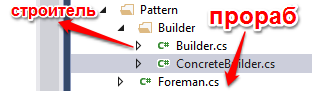 строитель
прораб
Pattern
Builder
C# Builder.cs
C# ConcreteBuilder.cs
C# Foreman.cs